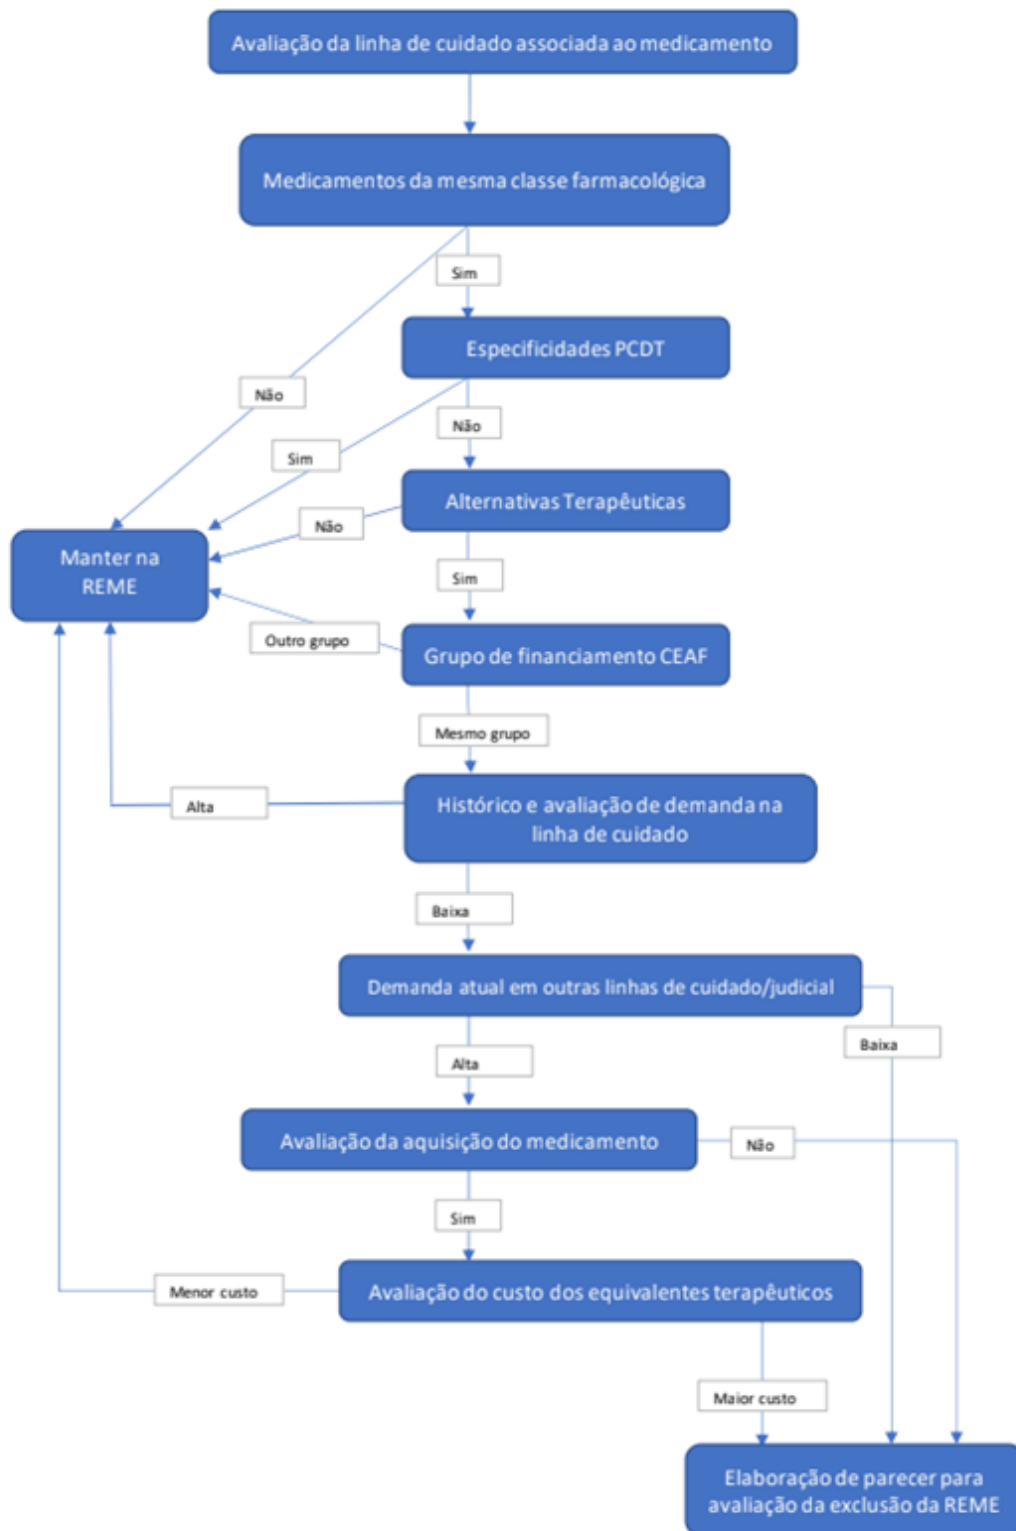 Avaliação da linha de cuidado associada ao medicamento
Medicamentos da mesma classe farmacológica
Sim
Especificidades PCDT
Não
Não
Sim
Alternativas Terapêuticas
Não
Manter na
REME
Sim
Outro grupo
Grupo de financiamento CEAF
Mesmo grupo
Histórico e avaliação de demanda na
linha de cuidado
Alta
Baixa
Demanda atual em outras linhas de cuidado/judicial
Baixa
Alta
Avaliação da aquisição do medicamento
Não
Sim
Avaliação do custo dos equivalentes terapêuticos
Menor custo
Maior custo
Elaboração de parecer para
avaliação da exclusão da REME